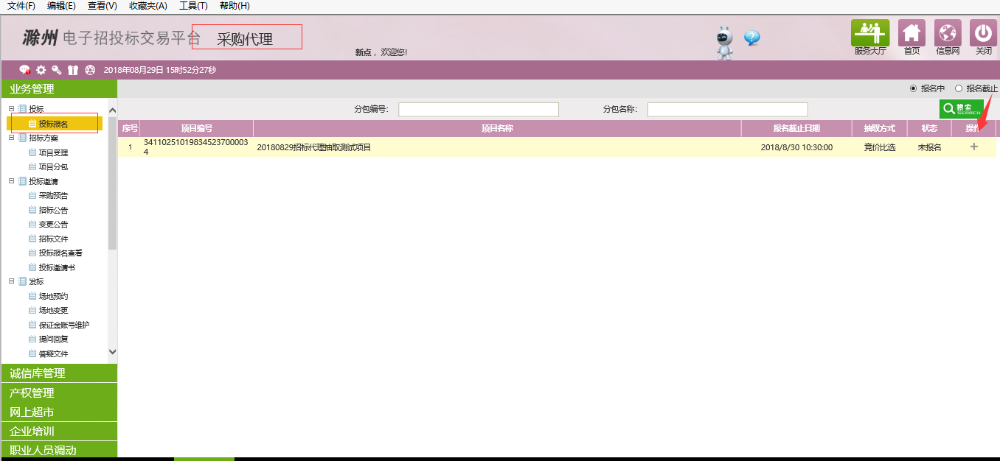 文件(F) 编辑(E) 查看(V) 收藏夹(A) 工具(T) 帮助(H)
滁州 电子招投标交易平台 采购代理
新点 ，欢迎您!
服务大厅 首页 信息网 关闭
2018年08月29日 15时52分27秒
业务管理
报名中 报名截止
投标
分包编号: 分包名称: 搜索 SEARCH
投标报名
序号 项目编号 项目名称 报名截止日期 抽取方式 状态 操作
招标方案
1 341102510198345237000034 20180829招标代理抽取测试项目 2018/8/30 10:30:00 竞价比选 未报名
项目受理
项目分包
投标邀请
采购预告
招标公告
变更公告
招标文件
投标报名查看
投标邀请书
发标
场地预约
场地变更
保证金账号维护
提问回复
答疑文件
诚信库管理
产权管理
网上超市
企业培训
职业人员调动